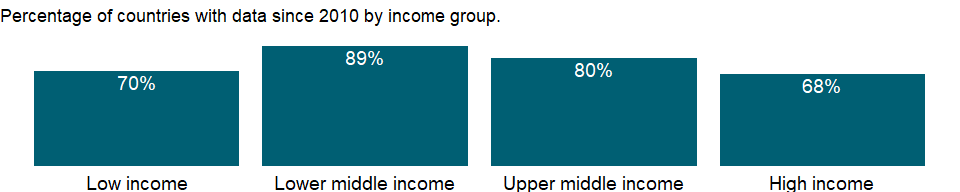 Percentage of countries with data since 2010 by income group.
70% 89% 80% 68%
Low income Lower middle income Upper middle income High income